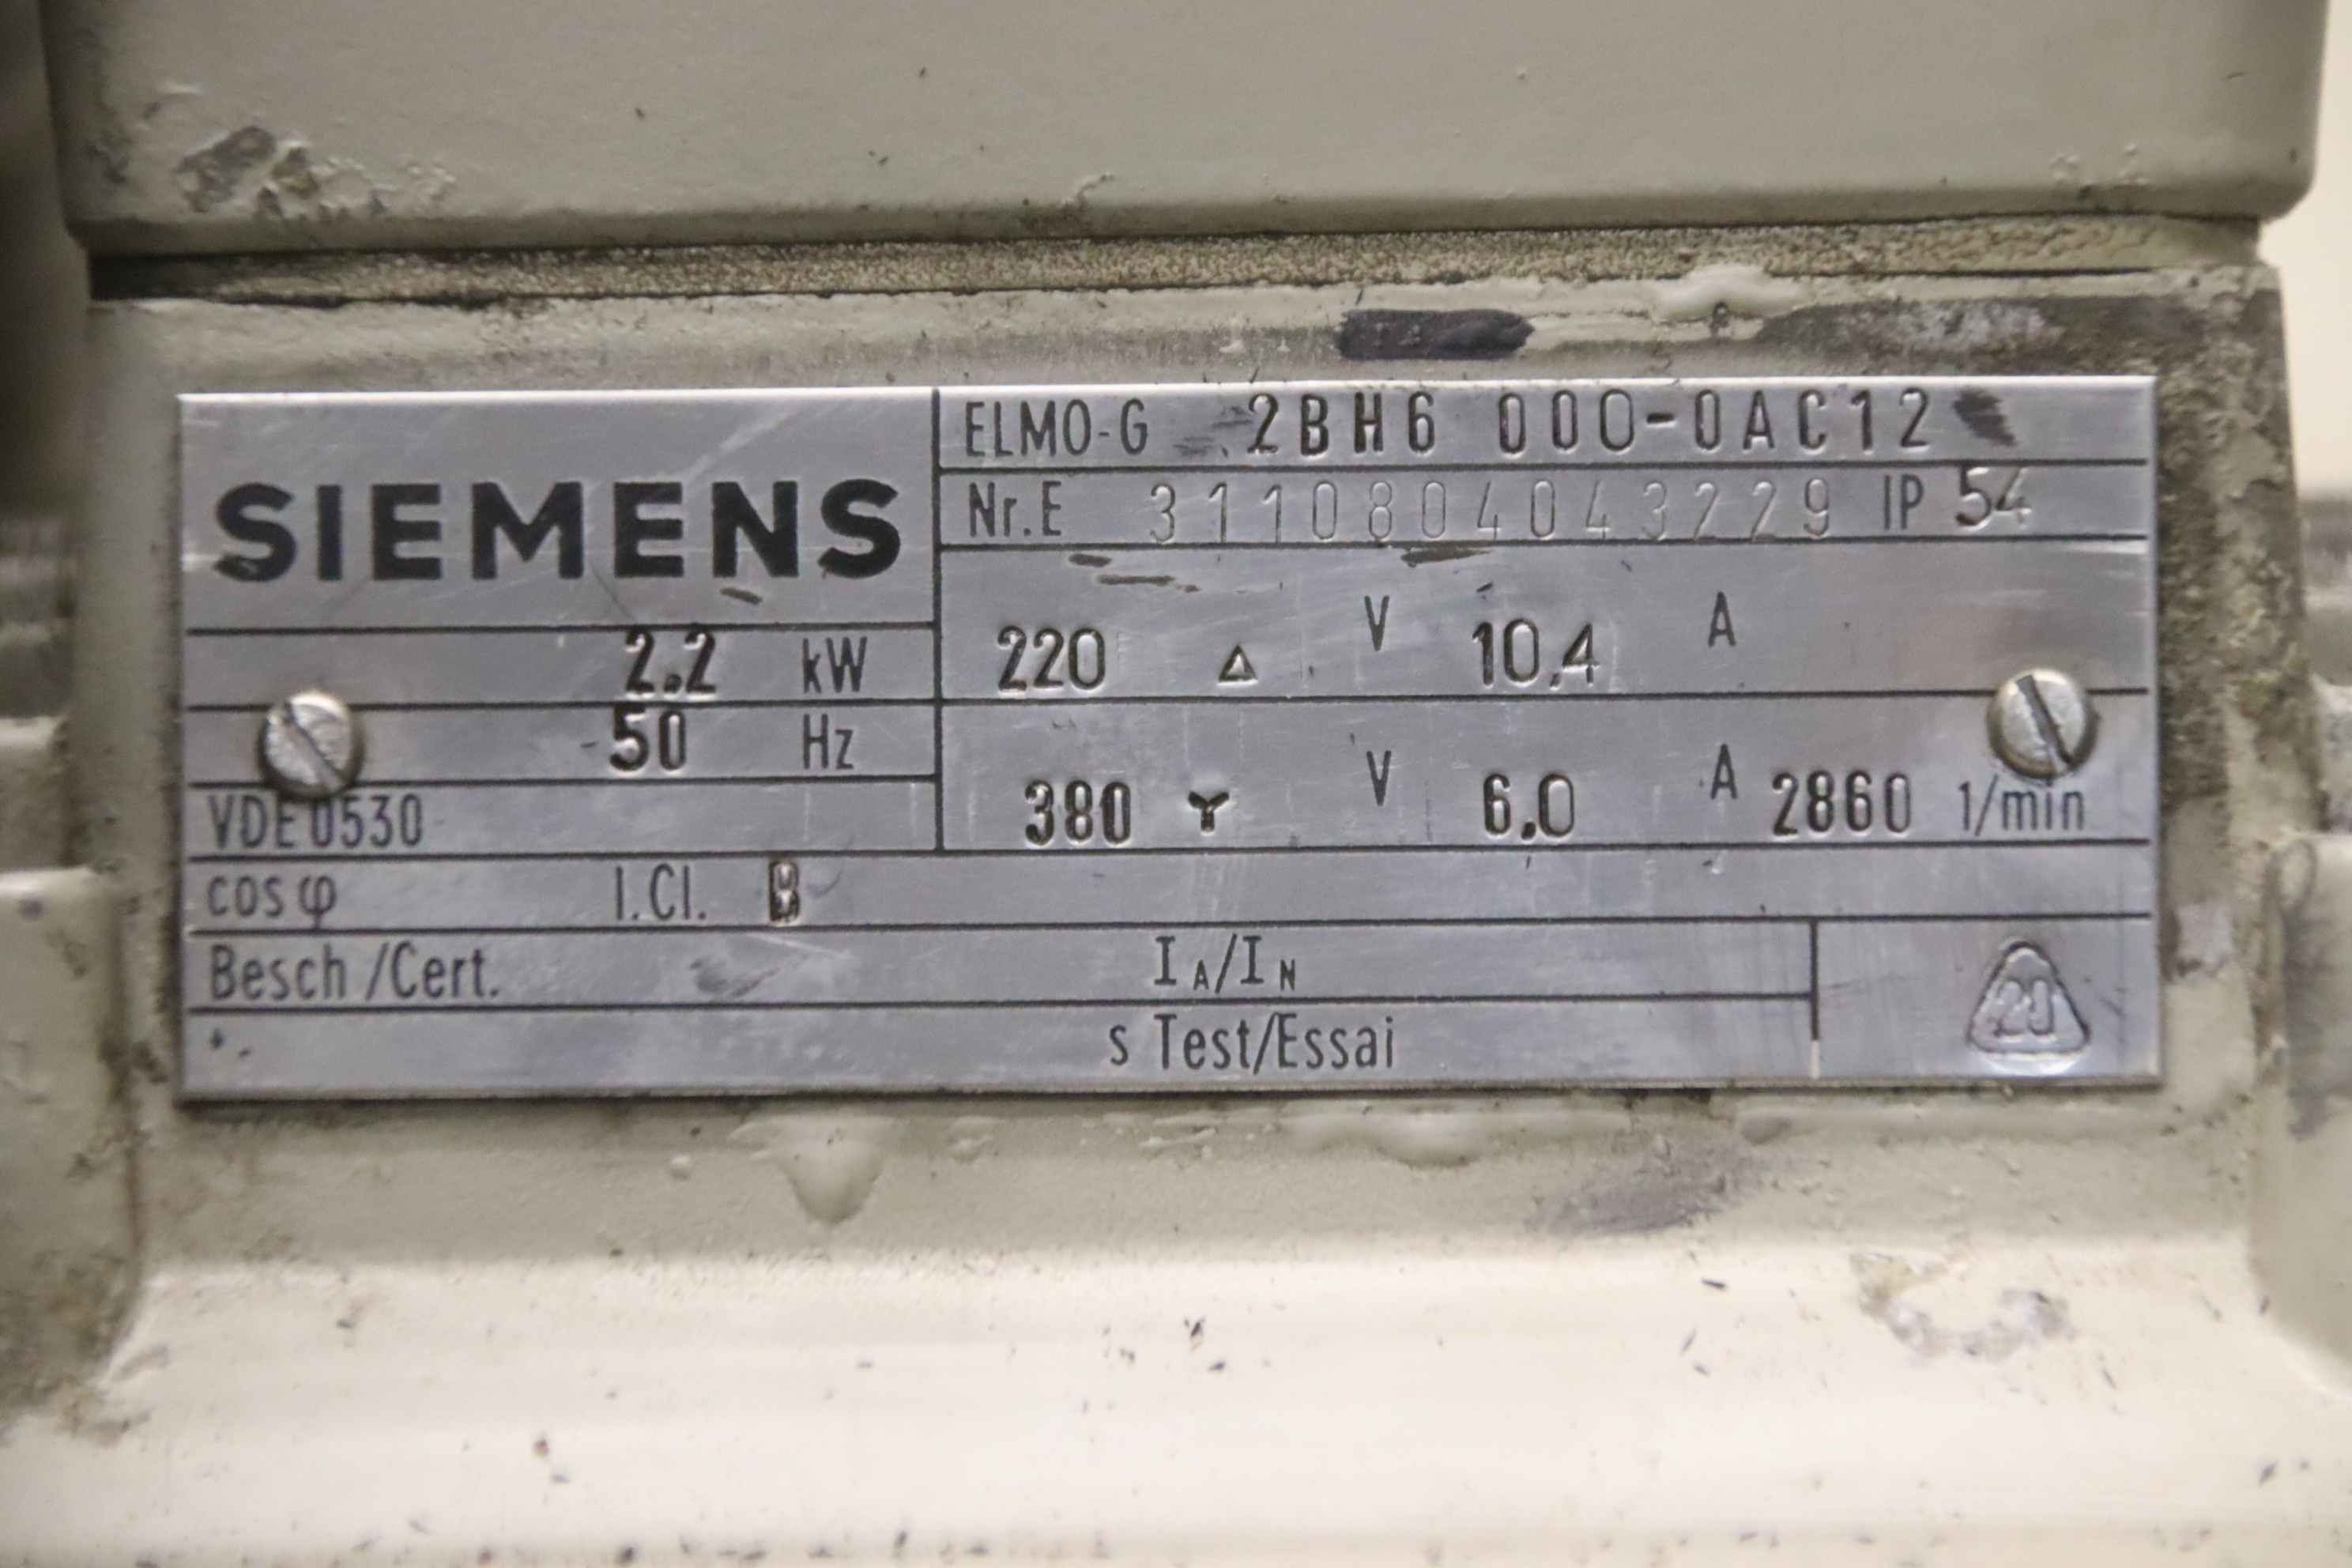 SIEMENS
ELMO-G 2BH6 000-0AC12
Nr.E 3110804043229 IP 54
2.2 kW
220 △ V 10,4 A
50 Hz
380 Y V 6.0 A 2860 1/min
VDE 0530
cos φ I.Cl. B
Besch /Cert. IA/IN
s Test/Essai
20